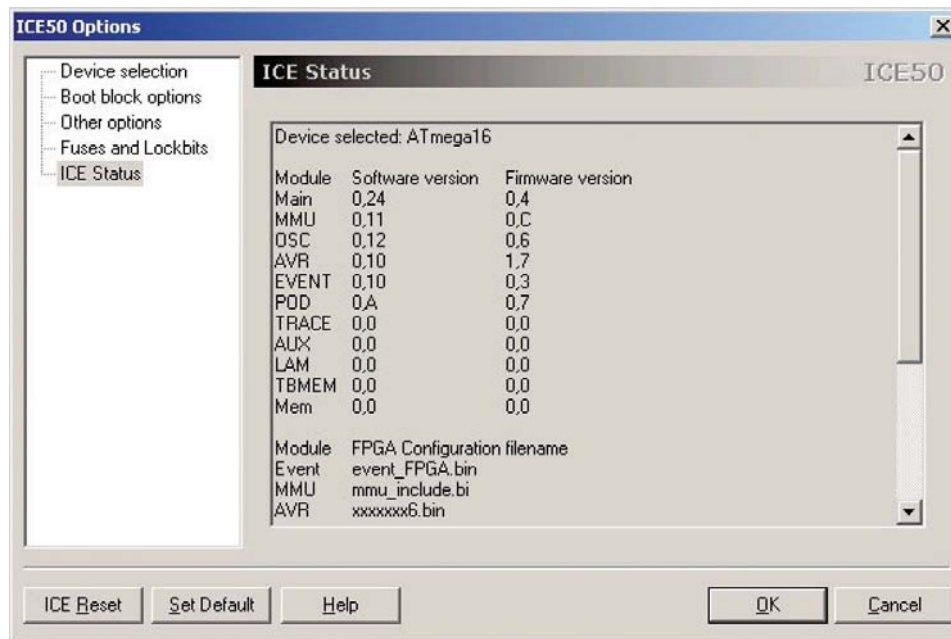 ICE50 Options
Device selection
Boot block options
Other options
Fuses and Lockbits
ICE Status
ICE Status ICE50
Device selected: ATmega16
Module Software version Firmware version
Main 0,24 0,4
MMU 0,11 0,C
OSC 0,12 0,6
AVR 0,10 1,7
EVENT 0,10 0,3
POD 0,A 0,7
TRACE 0,0 0,0
AUX 0,0 0,0
LAM 0,0 0,0
TBMEM 0,0 0,0
Mem 0,0 0,0
Module FPGA Configuration filename
Event event_FPGA.bin
MMU mmu_include.bi
AVR xxxxxxx6.bin
ICE Reset Set Default Help OK Cancel